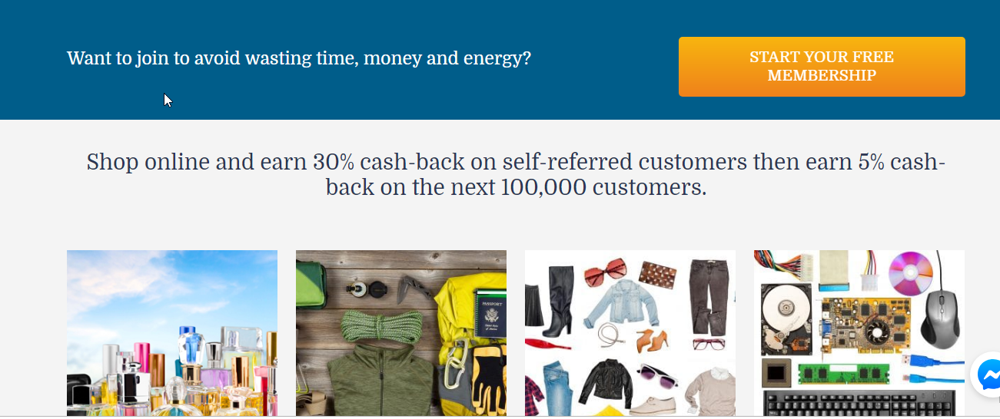 Want to join to avoid wasting time, money and energy?
START YOUR FREE
MEMBERSHIP
Shop online and earn 30% cash-back on self-referred customers then earn 5% cash-
back on the next 100,000 customers.
PASSPORT